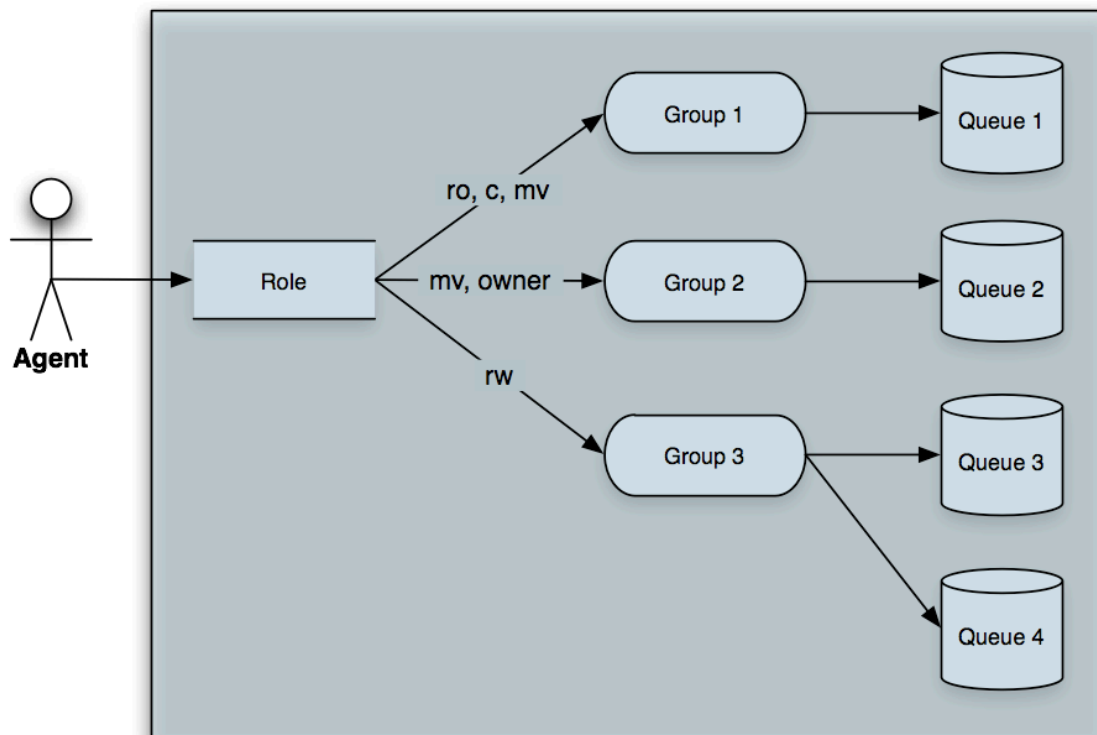 Group 1
Queue 1
ro, c, mv
Agent
Role
mv, owner
Group 2
Queue 2
rw
Group 3
Queue 3
Queue 4